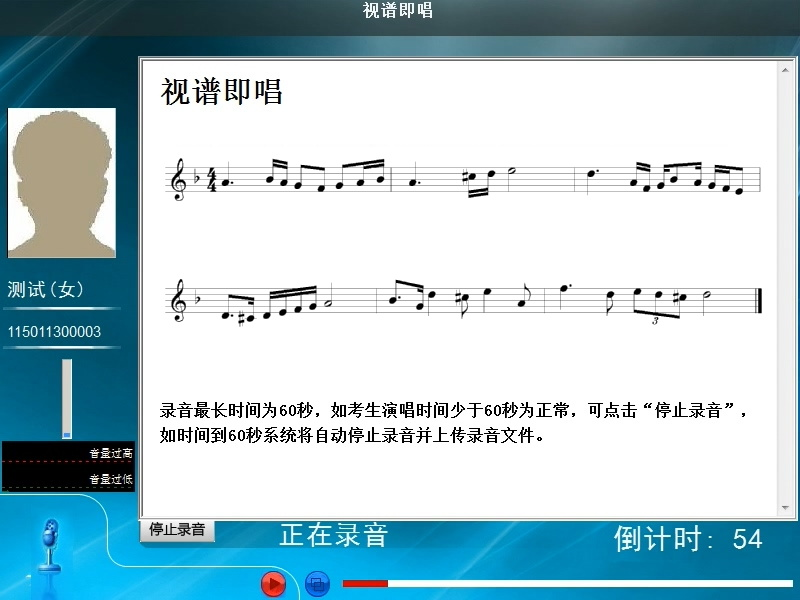 视谱即唱
视谱即唱
4
4
3
录音最长时间为60秒，如考生演唱时间少于60秒为正常，可点击“停止录音”，
如时间到60秒系统将自动停止录音并上传录音文件。
测试(女)
115011300003
音量过高
音量过低
停止录音
正在录音
倒计时: 54